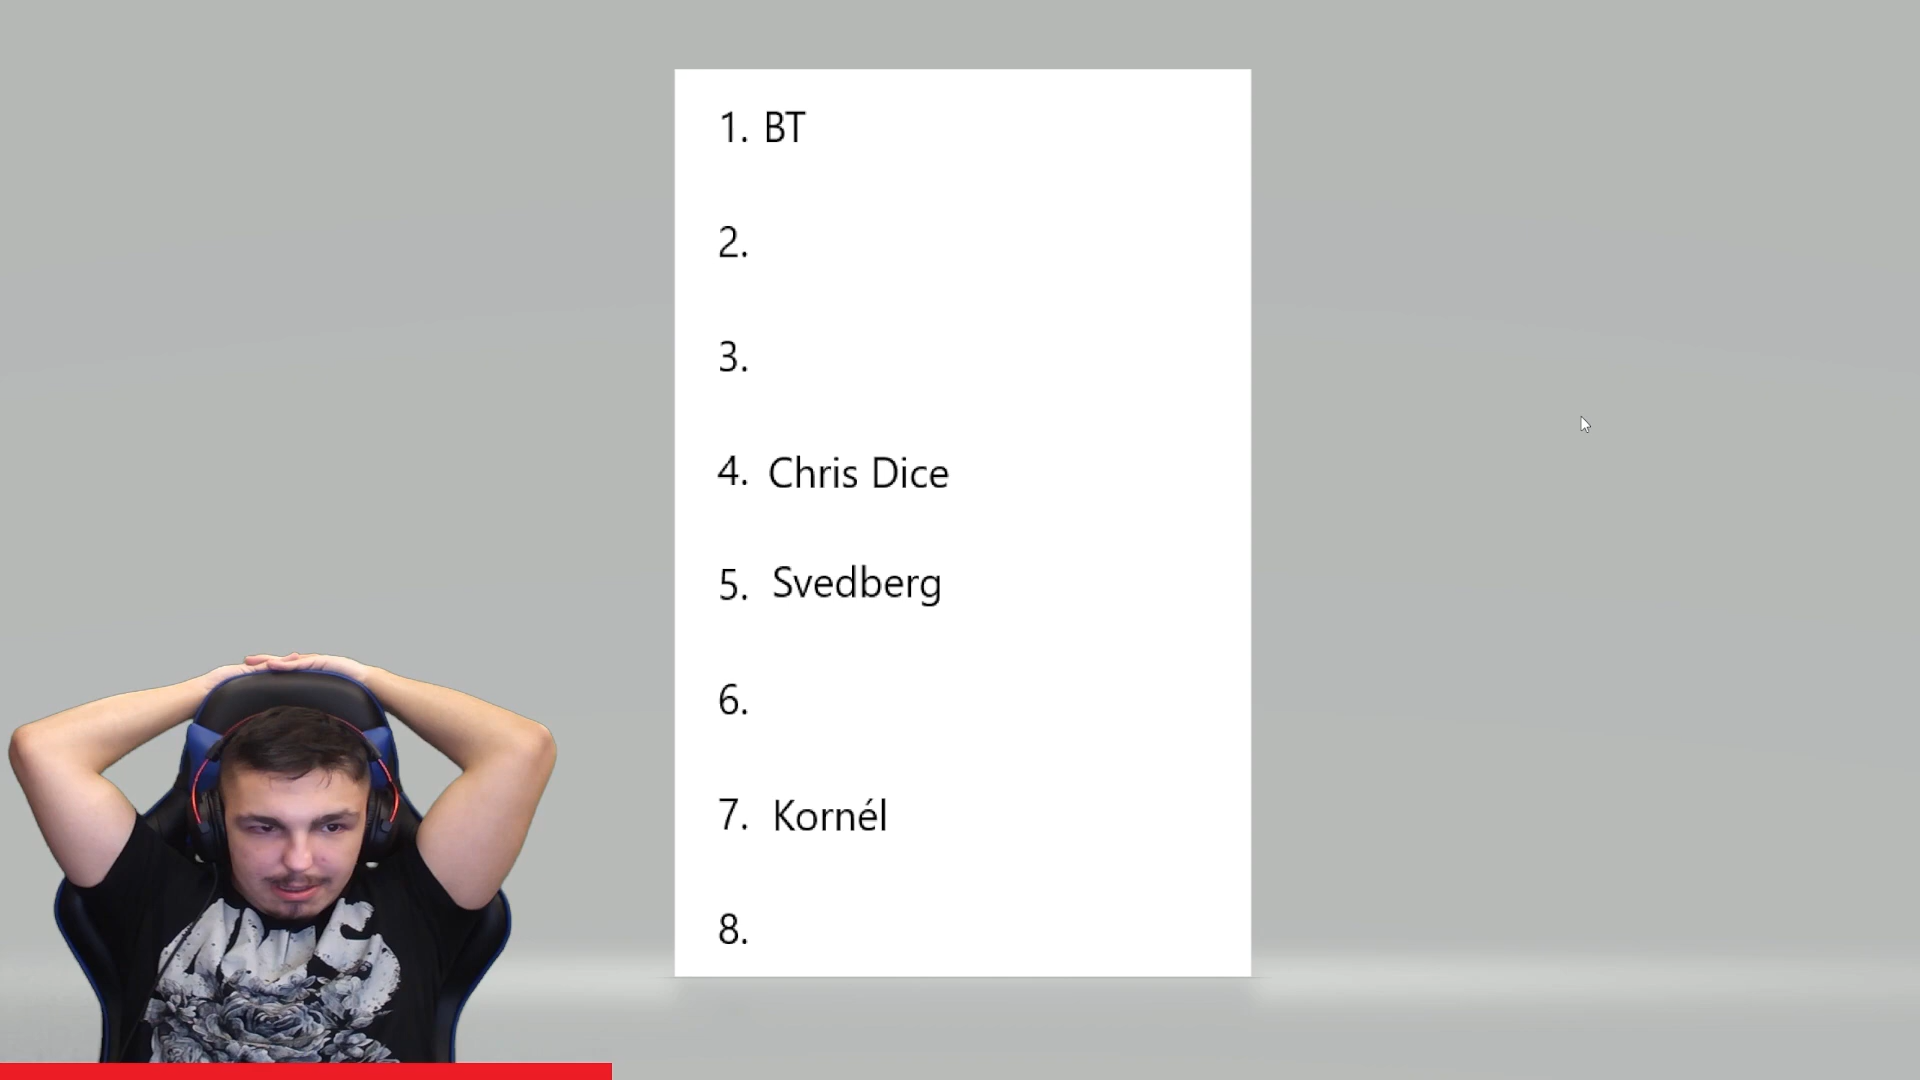 1. BT
2.
3.
4. Chris Dice
5. Svedberg
6.
7. Kornél
8.